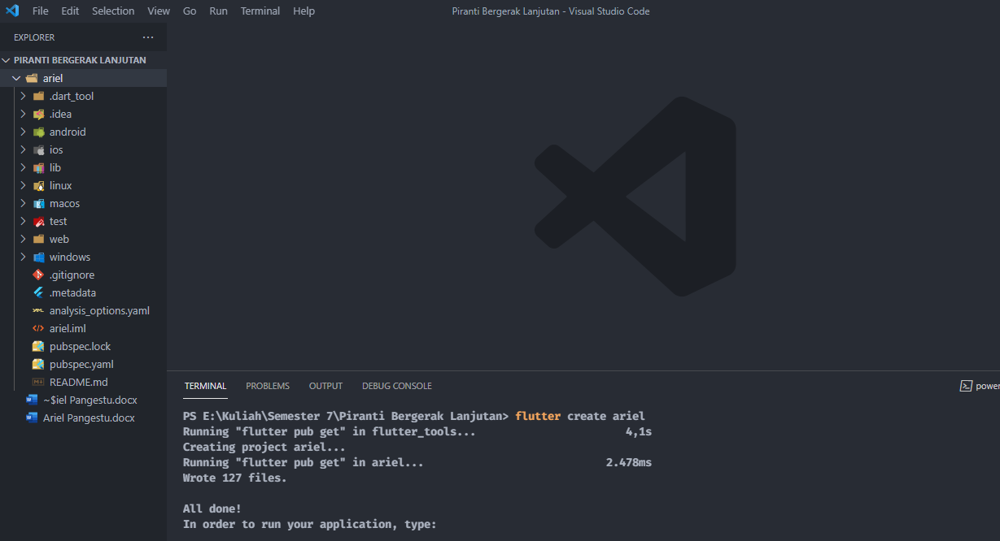 File Edit Selection View Go Run Terminal Help
Piranti Bergerak Lanjutan - Visual Studio Code
EXPLORER
PIRANTI BERGERAK LANJUTAN
ariel
.dart_tool
.idea
android
ios
lib
linux
macos
test
web
windows
.gitignore
.metadata
analysis_options.yaml
ariel.iml
pubspec.lock
pubspec.yaml
README.md
~$iel Pangestu.docx
Ariel Pangestu.docx
TERMINAL PROBLEMS OUTPUT DEBUG CONSOLE
power
PS E:\Kuliah\Semester 7\Piranti Bergerak Lanjutan> flutter create ariel
Running "flutter pub get" in flutter_tools... 4,1s
Creating project ariel...
Running "flutter pub get" in ariel... 2.478ms
Wrote 127 files.
All done!
In order to run your application, type: